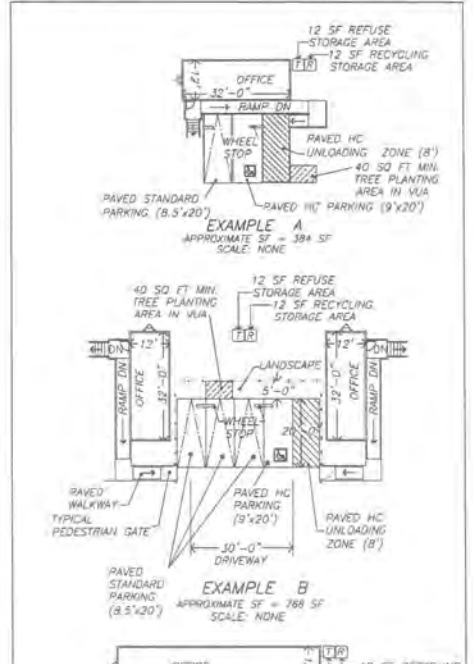 12 SF REFUSE
STORAGE AREA
12 SF RECYCLING
STORAGE AREA
12'
OFFICE
32'-0"
RAMP DN
WHEEL
STOP
PAVED HC
UNLOADING
ZONE (8')
40 SQ FT MIN.
TREE PLANTING
AREA IN VUA
PAVED STANDARD
PARKING (8.5'x20')
PAVED HC PARKING (9'x20')
EXAMPLE A
APPROXIMATE SF = 384 SF
SCALE: NONE
T R
12 SF REFUSE
STORAGE AREA
12 SF RECYCLING
STORAGE AREA
40 SQ FT MIN.
TREE PLANTING
AREA IN VUA
T R
DN
12'
RAMP DN
OFFICE
32'-0"
LANDSCAPE
5'-0"
WHEEL
STOP
12'
DN
OFFICE
32'-0"
RAMP DN
PAVED
WALKWAY
TYPICAL
PEDESTRIAN GATE
PAVED HC
PARKING
(9'x20')
PAVED HC
UNLOADING
ZONE (8')
30'-0"
DRIVEWAY
PAVED
STANDARD
PARKING
(8.5'x20')
EXAMPLE B
APPROXIMATE SF = 768 SF
SCALE: NONE
T R